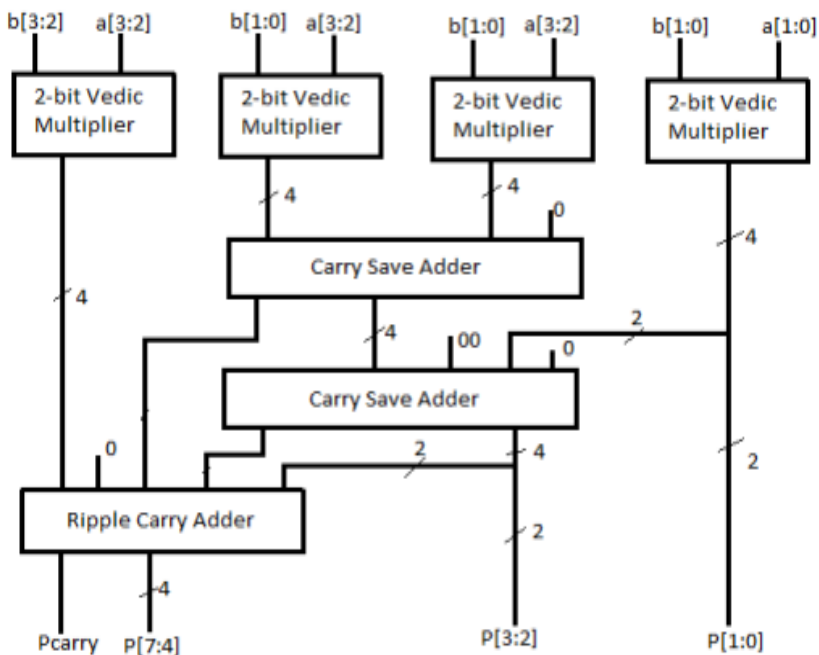 b[3:2] a[3:2] b[1:0] a[3:2] b[1:0] a[3:2] b[1:0] a[1:0]
2-bit Vedic Multiplier
2-bit Vedic Multiplier
2-bit Vedic Multiplier
2-bit Vedic Multiplier
4 4 0 4
Carry Save Adder
4 4 00 0 2
Carry Save Adder
0 2 4 2
Ripple Carry Adder
4 2
Pcarry P[7:4] P[3:2] P[1:0]